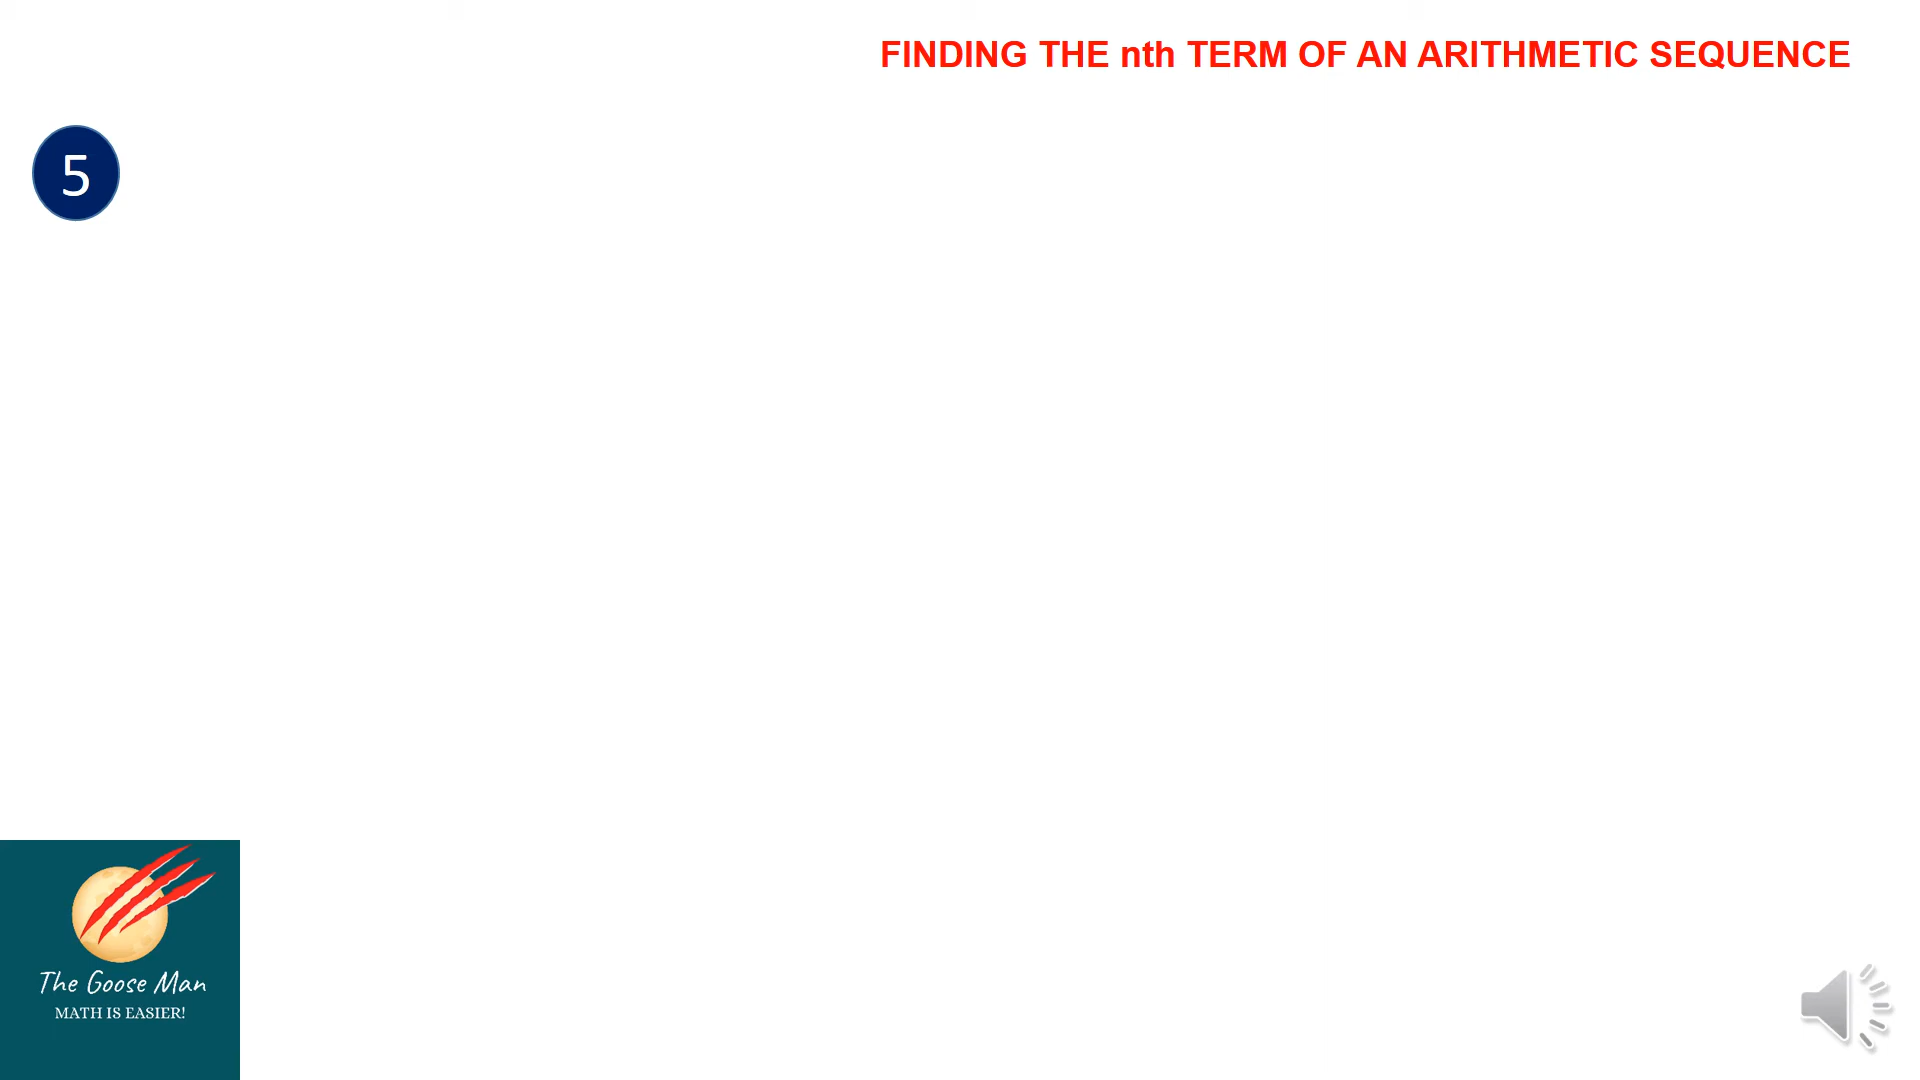 FINDING THE nth TERM OF AN ARITHMETIC SEQUENCE
5
The Goose Man
MATH IS EASIER!